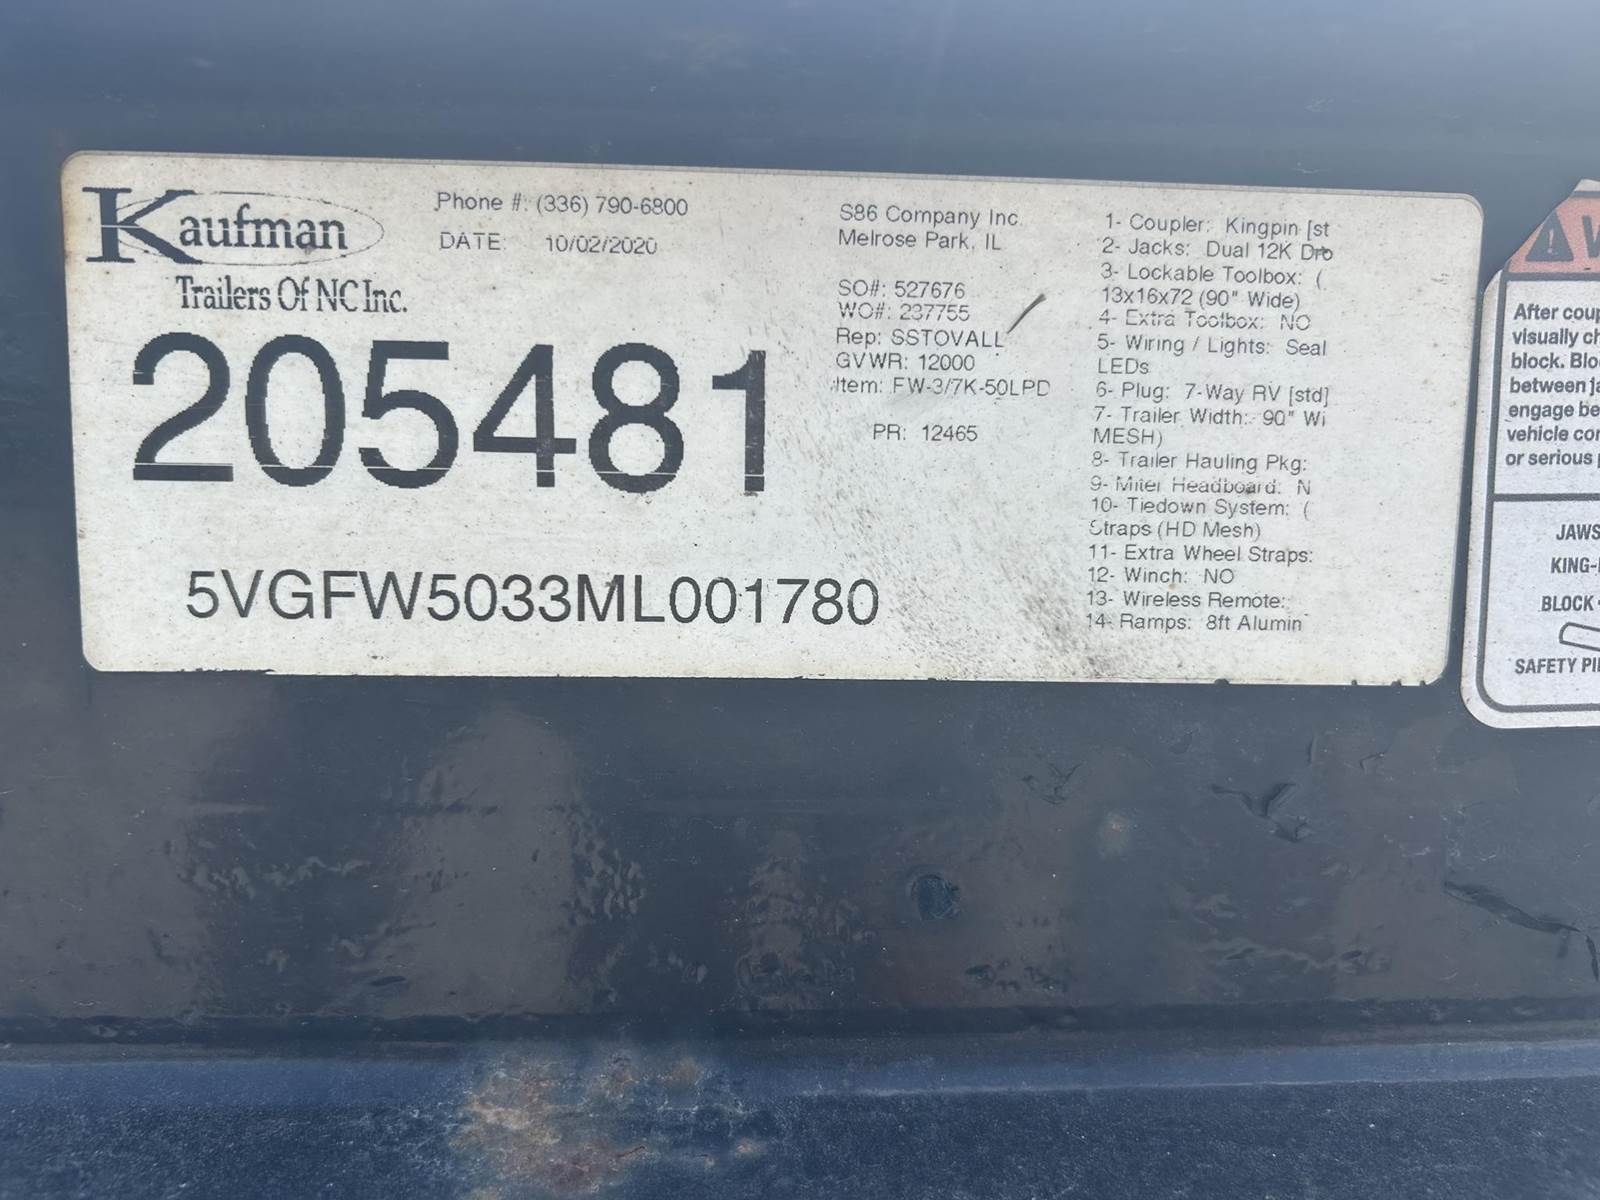 Kaufman
Trailers Of NC Inc.
Phone #: (336) 790-6800
DATE: 10/02/2020
205481
5VGFW5033ML001780
S86 Company Inc.
Melrose Park, IL
SO#: 527676
WO#: 237755
Rep: SSTOVALL
GVWR: 12000
Item: FW-3/7K-50LPD
PR: 12465
1- Coupler: Kingpin [st
2- Jacks: Dual 12K Dro
3- Lockable Toolbox: (
13x16x72 (90" Wide)
4- Extra Toolbox: NO
5- Wiring / Lights: Seal
LEDs
6- Plug: 7-Way RV [std]
7- Trailer Width: 90" Wi
MESH)
8- Trailer Hauling Pkg:
9- Miter Headboard: N
10- Tiedown System: (
Straps (HD Mesh)
11- Extra Wheel Straps:
12- Winch: NO
13- Wireless Remote:
14- Ramps: 8ft Alumin
After coup
visually ch
block. Blo
between ja
engage be
vehicle cor
or serious
JAWS
KING-
BLOCK
SAFETY PI